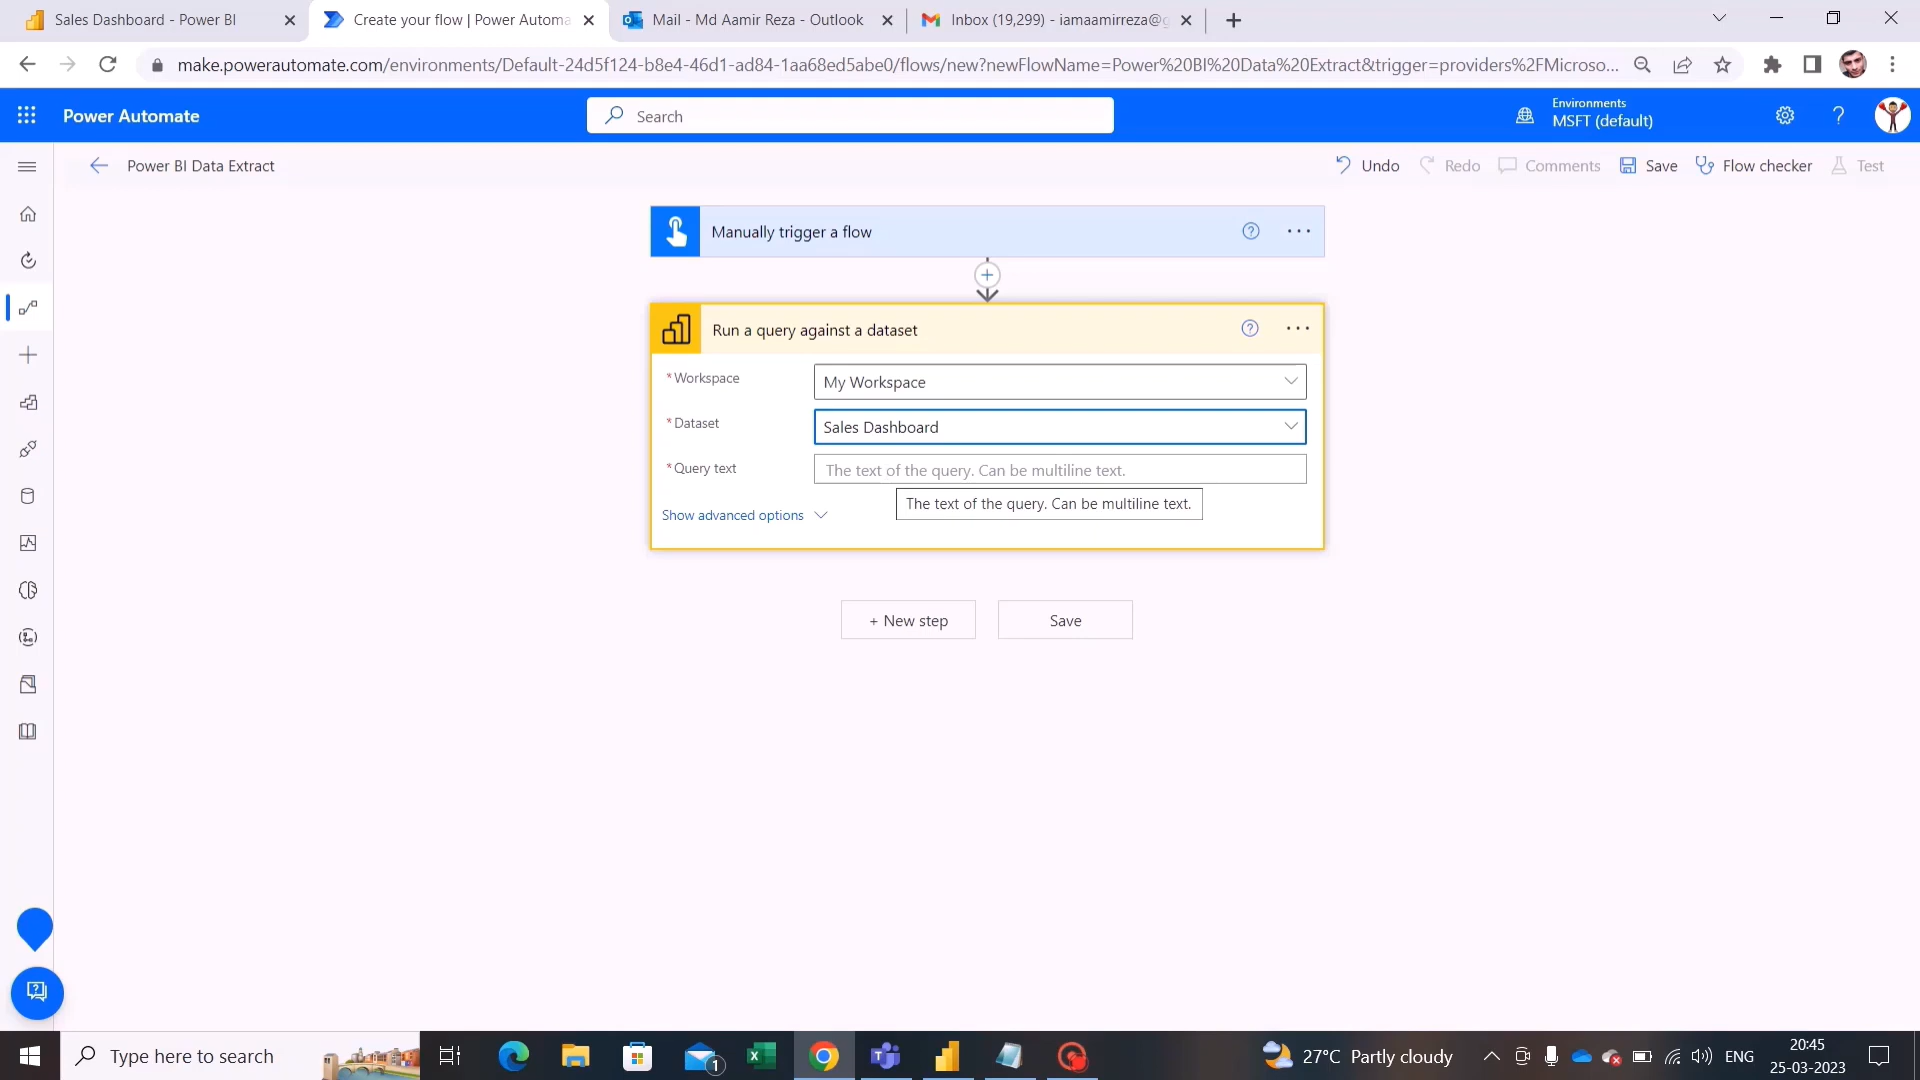 Sales Dashboard - Power BI
Create your flow | Power Automa
Mail - Md Aamir Reza - Outlook
Inbox (19,299) - iamaamirreza@g
make.powerautomate.com/environments/Default-24d5f124-b8e4-46d1-ad84-1aa68ed5abe0/flows/new?newFlowName=Power%20BI%20Data%20Extract&trigger=providers%2FMicroso...
Power Automate
Search
Environments
MSFT (default)
Power BI Data Extract
Undo
Redo
Comments
Save
Flow checker
Test
Manually trigger a flow
Run a query against a dataset
* Workspace
My Workspace
* Dataset
Sales Dashboard
* Query text
The text of the query. Can be multiline text.
The text of the query. Can be multiline text.
Show advanced options
+ New step
Save
Type here to search
1
27°C Partly cloudy
ENG
20:45
25-03-2023